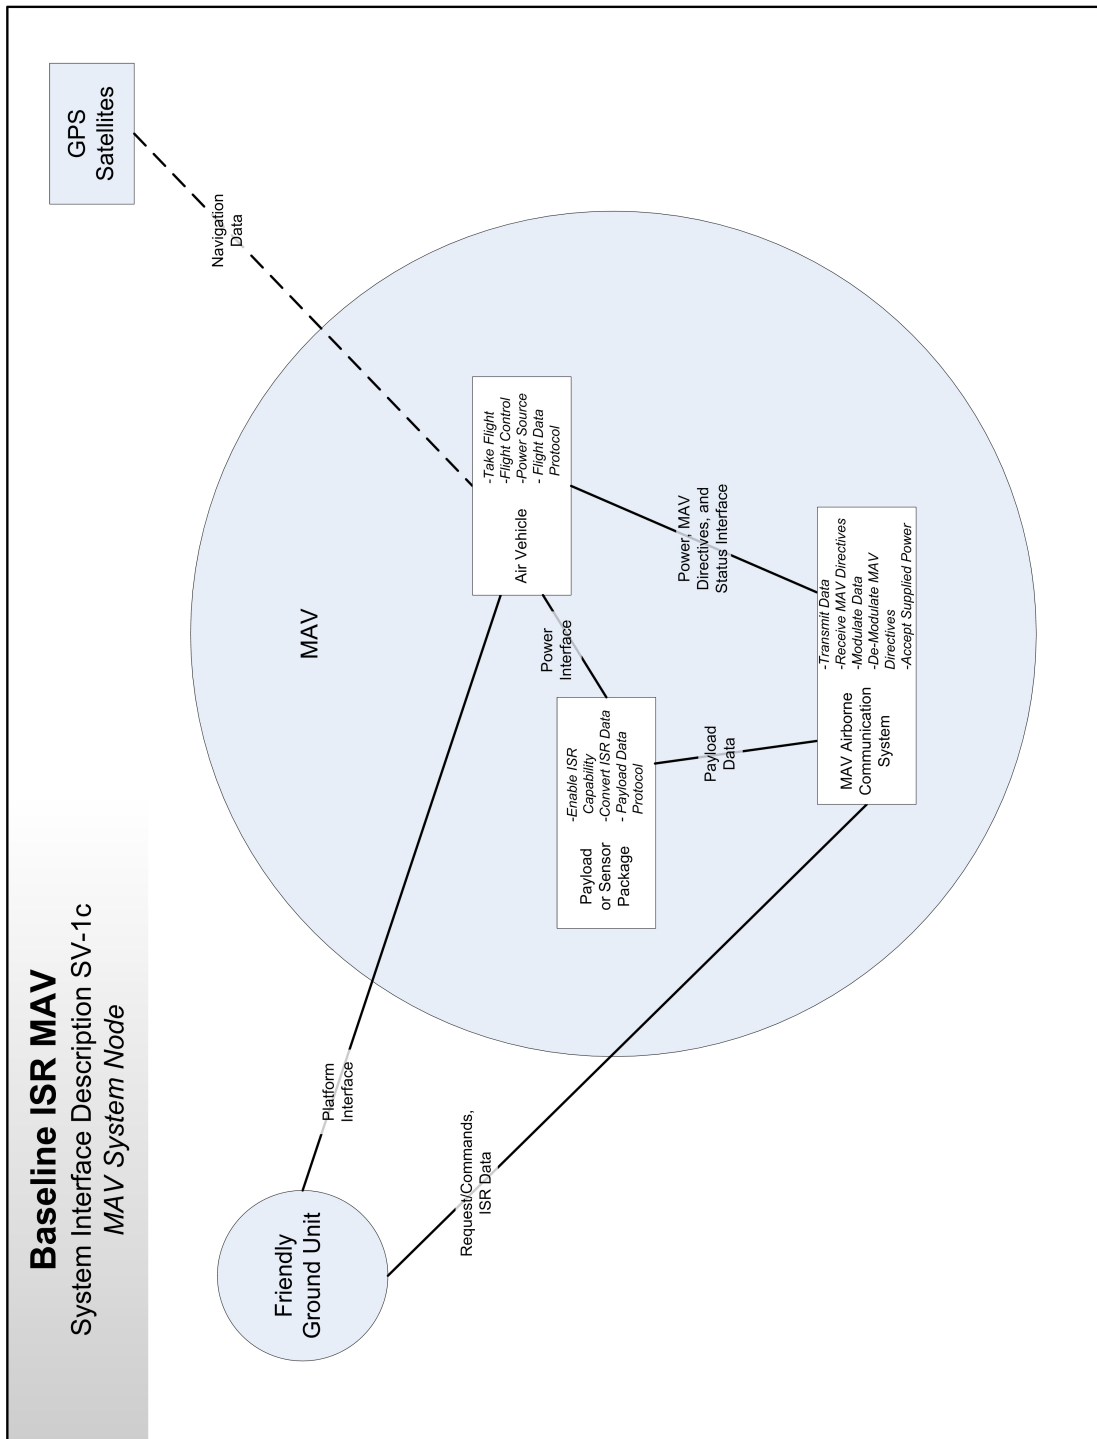 Baseline ISR MAV
System Interface Description SV-1c
MAV System Node
GPS
Satellites
Navigation
Data
MAV
Friendly
Ground Unit
Platform
Interface
Request/Commands,
ISR Data
Air Vehicle
-Take Flight
-Flight Control
-Power Source
- Flight Data
Protocol
Power
Interface
Power, MAV
Directives, and
Status Interface
Payload
or Sensor
Package
-Enable ISR
Capability
-Convert ISR Data
- Payload Data
Protocol
Payload
Data
MAV Airborne
Communication
System
-Transmit Data
-Receive MAV Directives
-Modulate Data
-De-Modulate MAV
Directives
-Accept Supplied Power